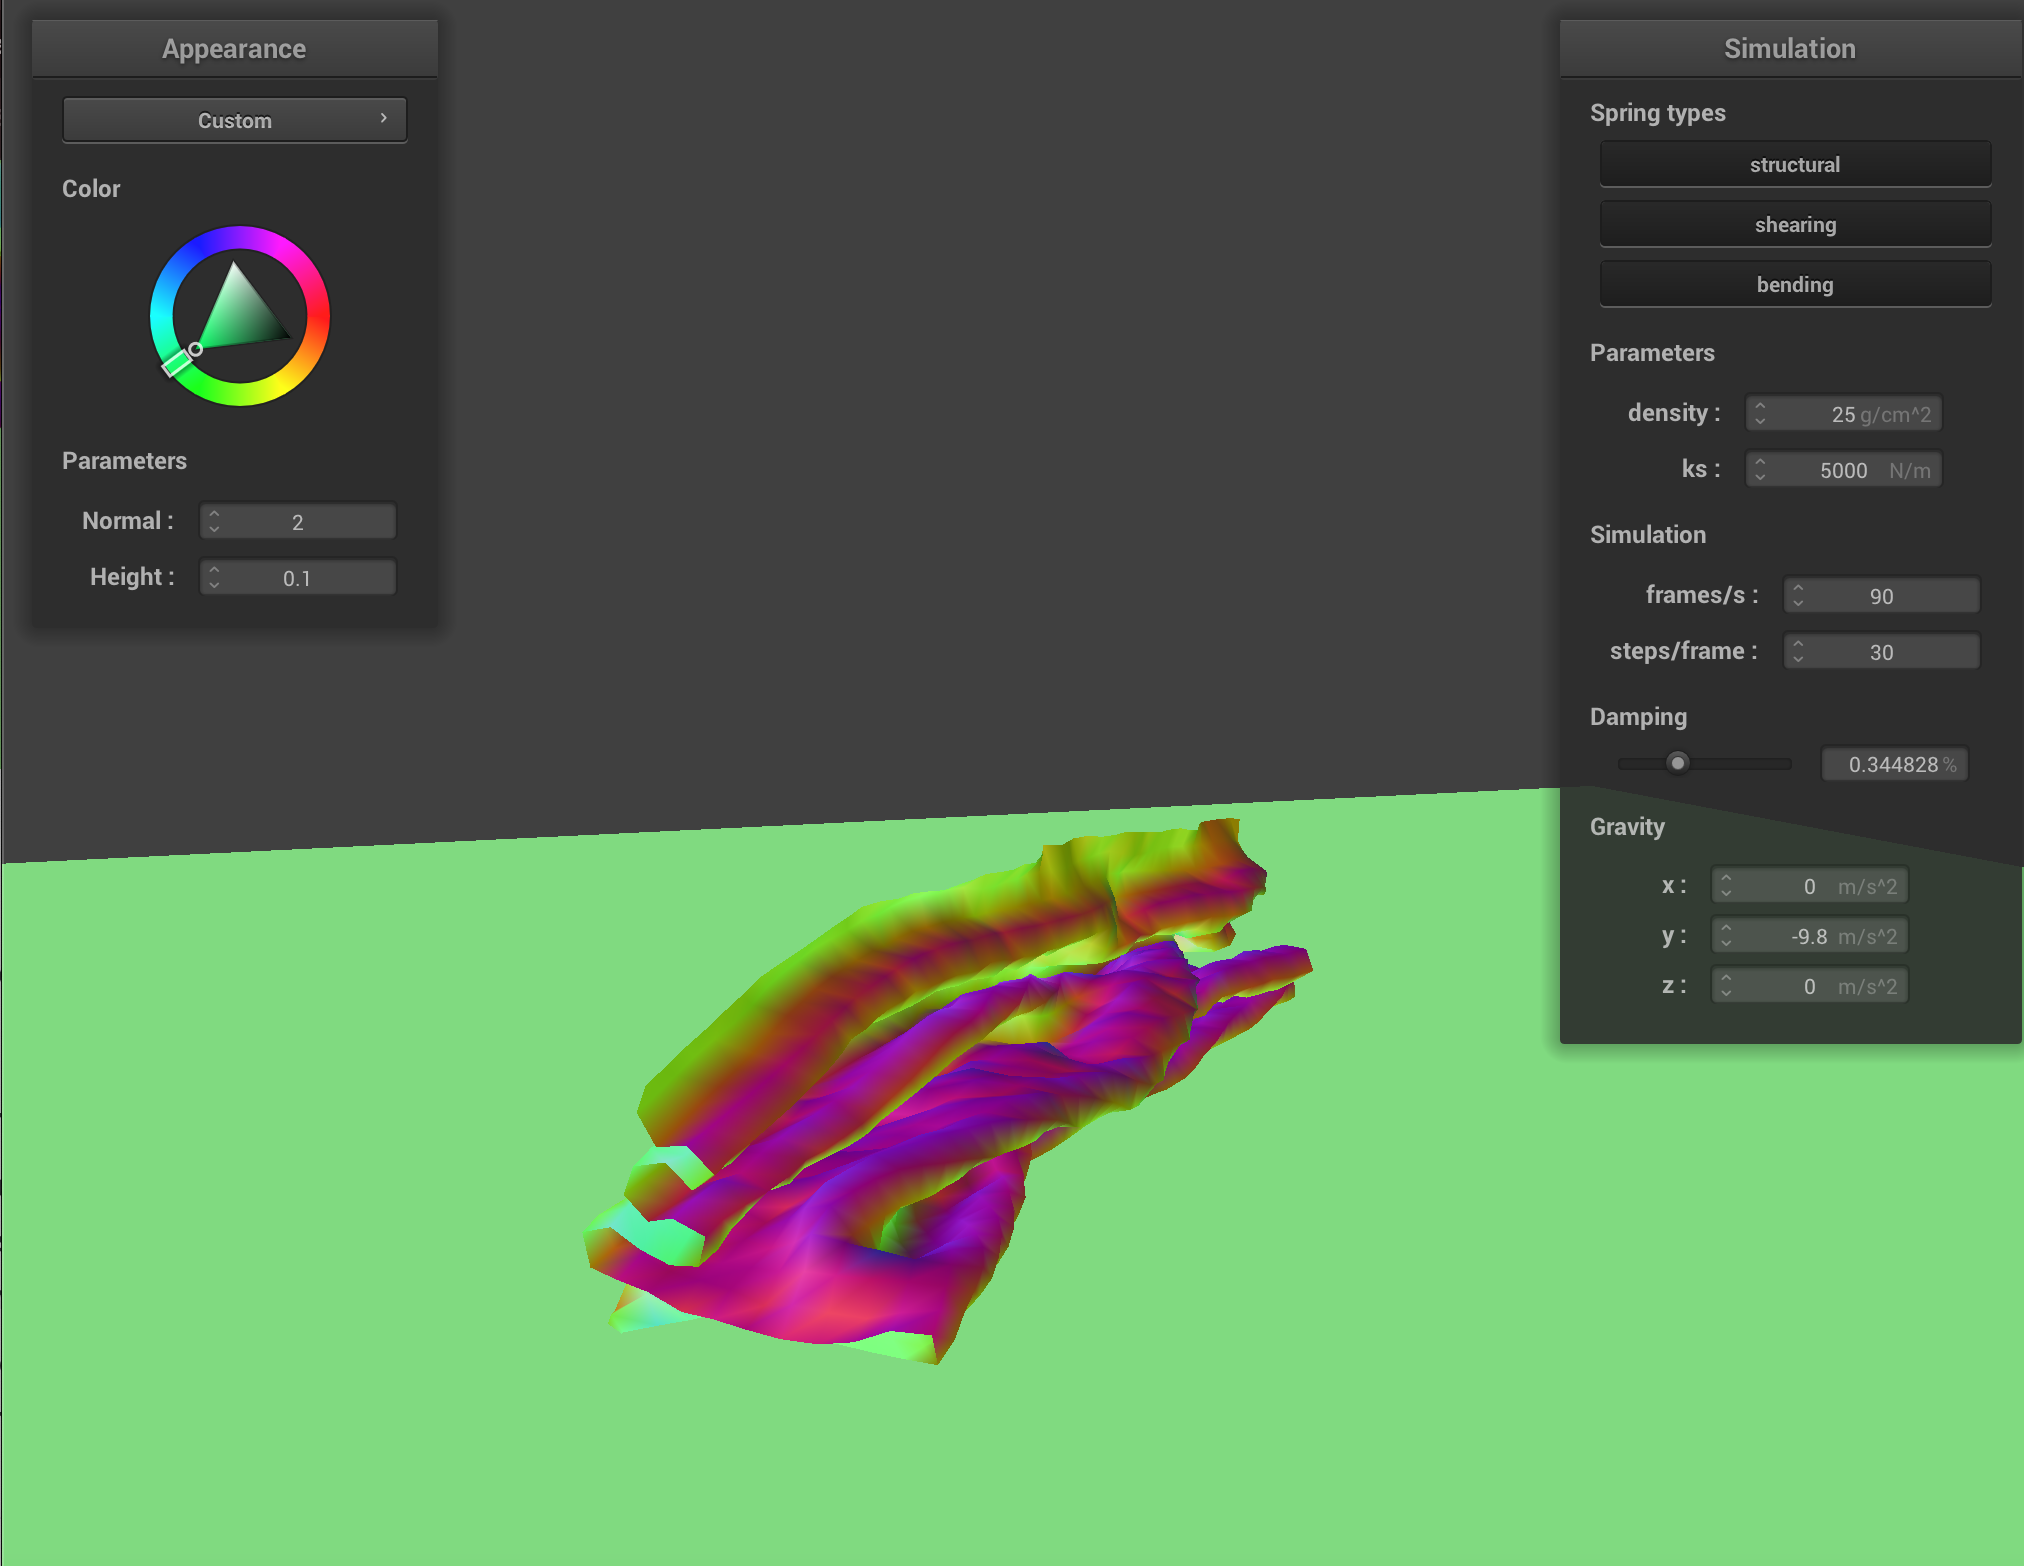 Appearance
Custom
Color
Parameters
Normal : 2
Height : 0.1
Simulation
Spring types
structural
shearing
bending
Parameters
density : 25 g/cm^2
ks : 5000 N/m
Simulation
frames/s : 90
steps/frame : 30
Damping
0.344828 %
Gravity
x : 0 m/s^2
y : -9.8 m/s^2
z : 0 m/s^2